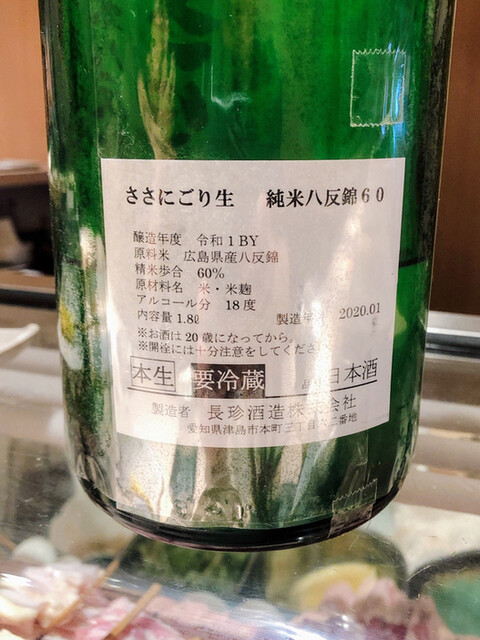 ささにごり生 純米八反錦60
醸造年度 令和1BY
原料米 広島県産八反錦
精米歩合 60%
原材料名 米・米麹
アルコール分 18度
内容量 1.8ℓ 製造年月 2020.01
※お酒は20歳になってから。
※開栓には十分注意をしてください
本生 要冷蔵 日本酒
製造者 長珍酒造株式会社
愛知県津島市本町三丁目六二番地